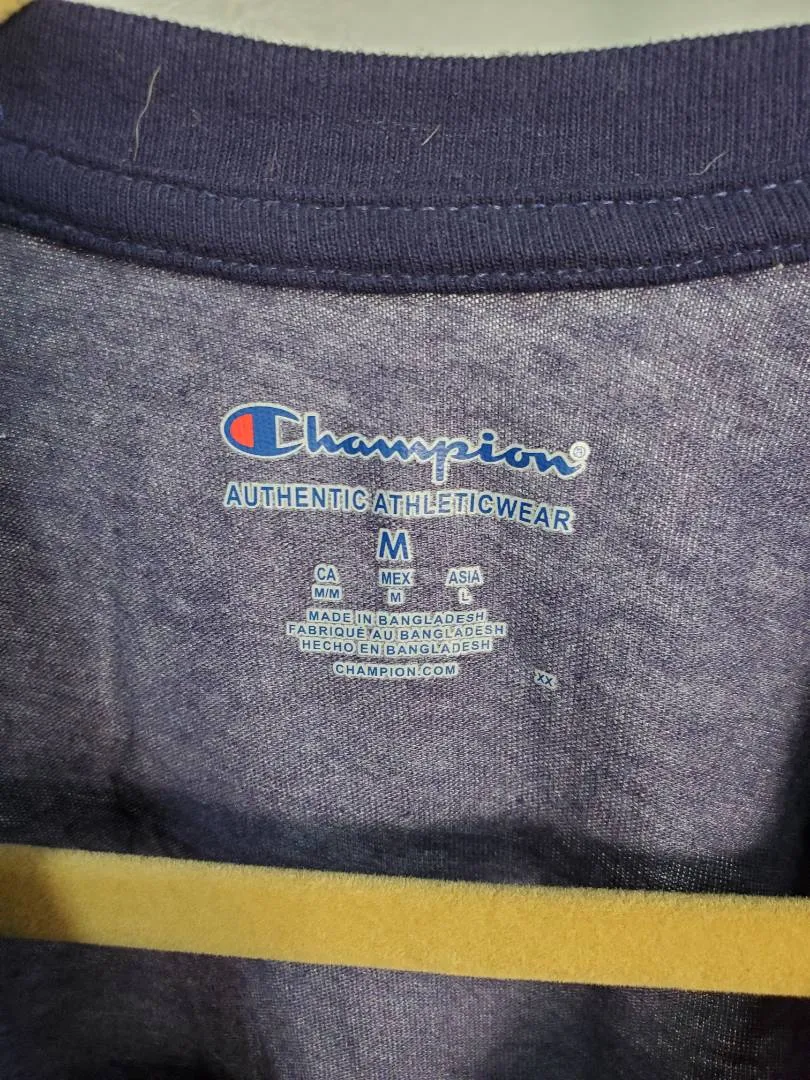 Champion®
AUTHENTIC ATHLETICWEAR
M
CA MEX ASIA
M/M M L
MADE IN BANGLADESH
FABRIQUÉ AU BANGLADESH
HECHO EN BANGLADESH
CHAMPION.COM
XX